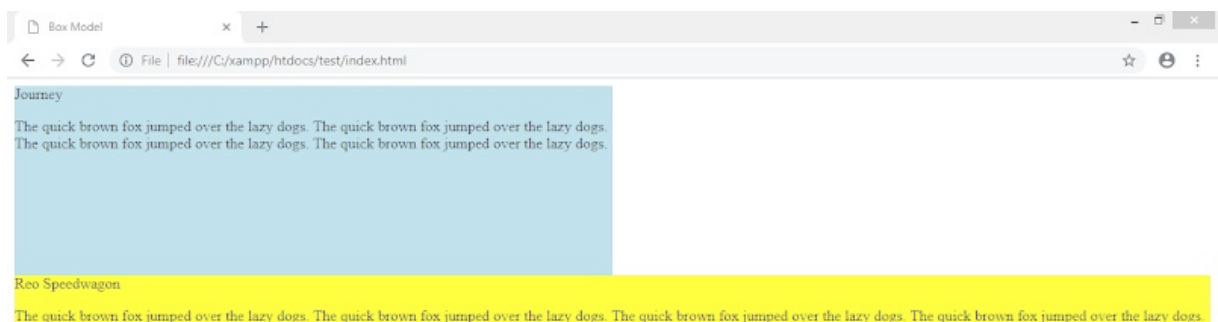 Box Model
File | file:///C:/xampp/htdocs/test/index.html
Journey
The quick brown fox jumped over the lazy dogs. The quick brown fox jumped over the lazy dogs.
The quick brown fox jumped over the lazy dogs. The quick brown fox jumped over the lazy dogs.
Reo Speedwagon
The quick brown fox jumped over the lazy dogs. The quick brown fox jumped over the lazy dogs. The quick brown fox jumped over the lazy dogs. The quick brown fox jumped over the lazy dogs.